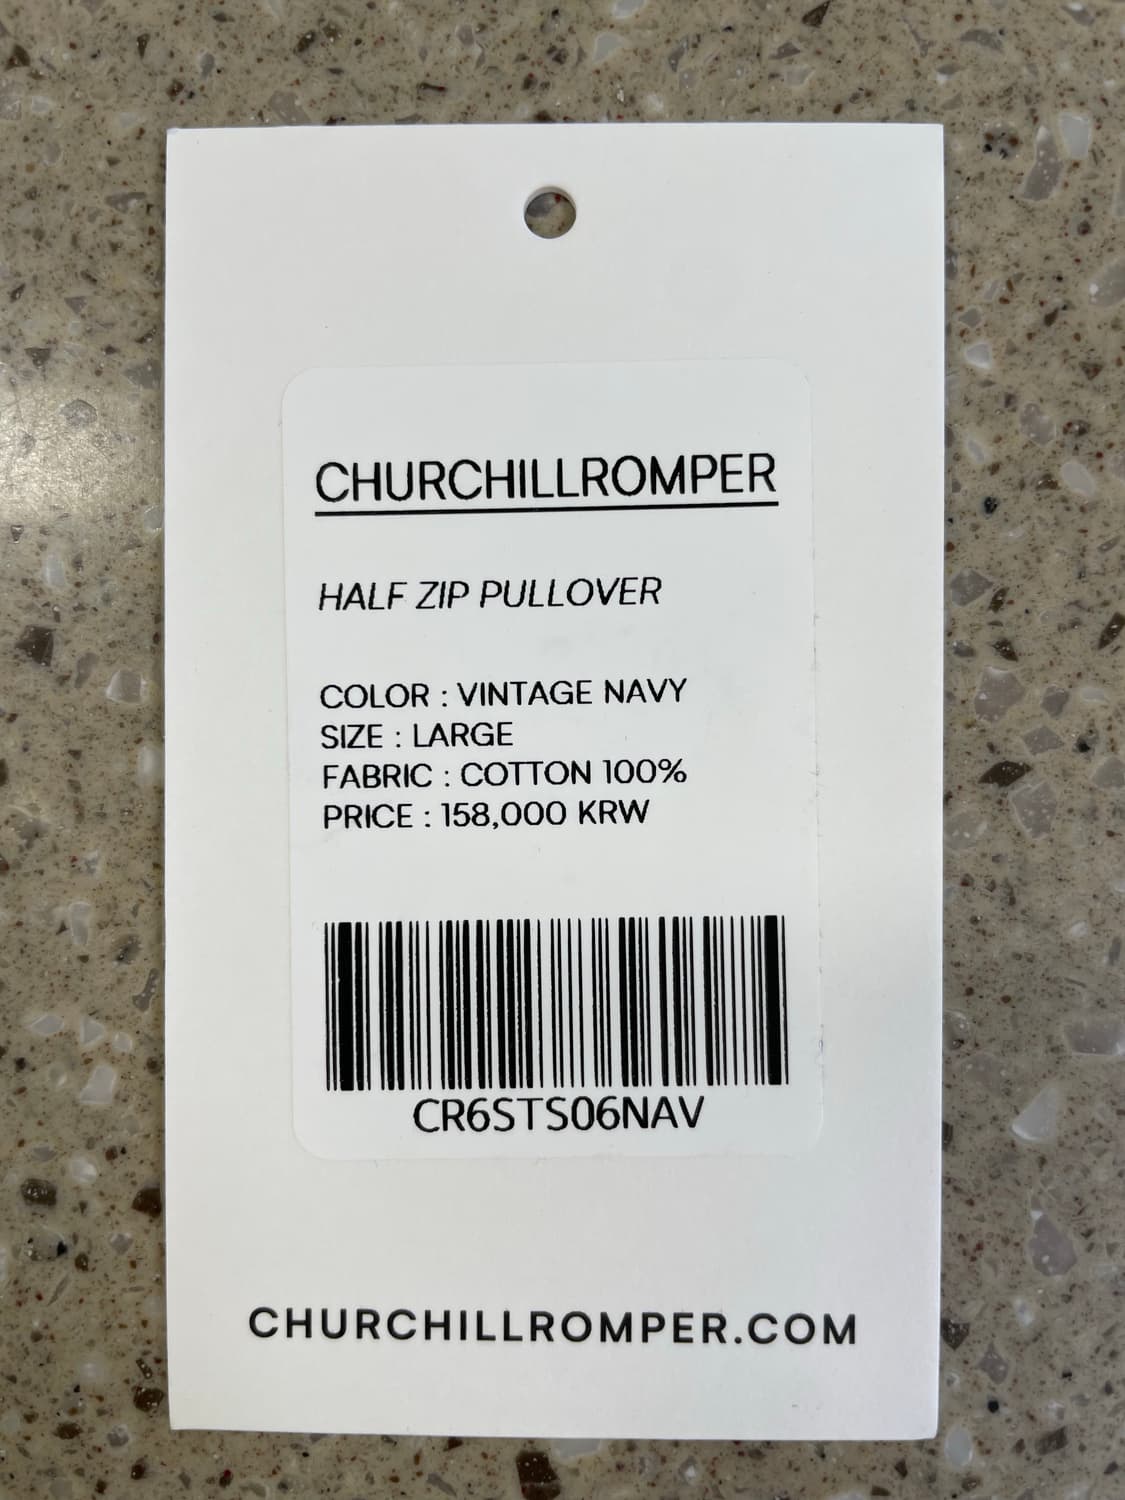 CHURCHILLROMPER
HALF ZIP PULLOVER
COLOR : VINTAGE NAVY
SIZE : LARGE
FABRIC : COTTON 100%
PRICE : 158,000 KRW
CR6STS06NAV
CHURCHILLROMPER.COM